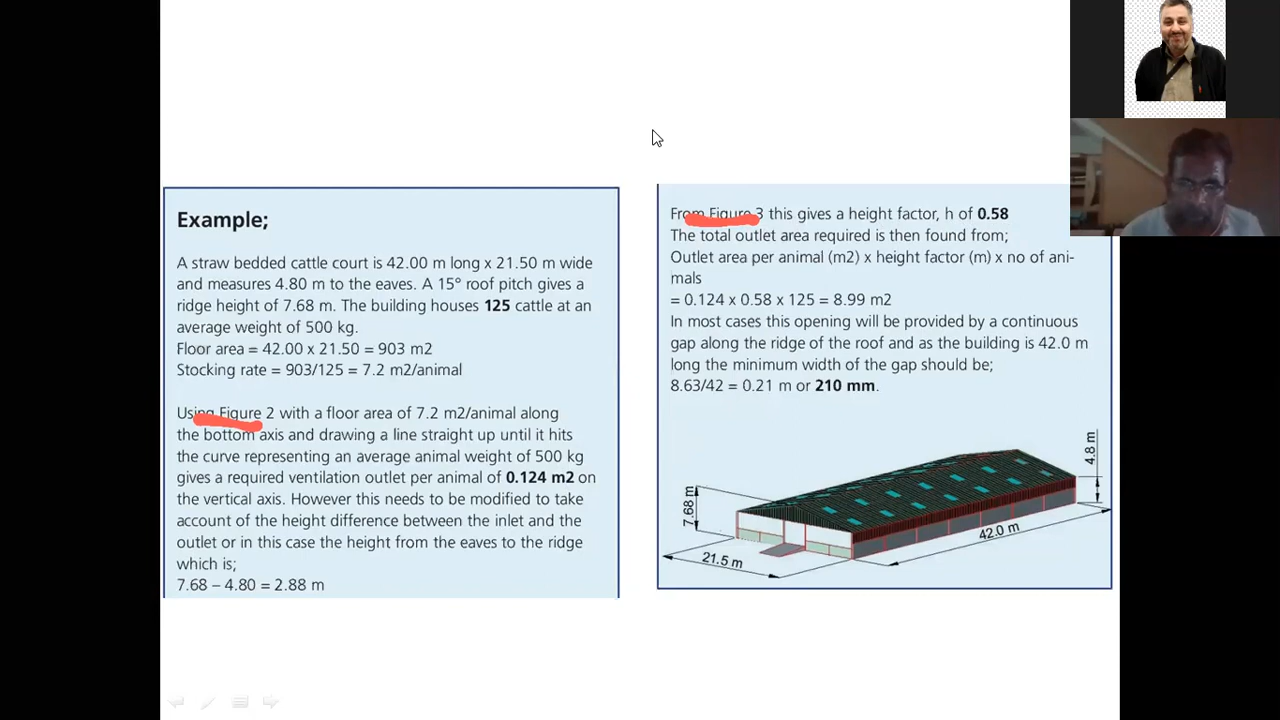 Example;
A straw bedded cattle court is 42.00 m long x 21.50 m wide
and measures 4.80 m to the eaves. A 15° roof pitch gives a
ridge height of 7.68 m. The building houses 125 cattle at an
average weight of 500 kg.
Floor area = 42.00 x 21.50 = 903 m2
Stocking rate = 903/125 = 7.2 m2/animal
Using Figure 2 with a floor area of 7.2 m2/animal along
the bottom axis and drawing a line straight up until it hits
the curve representing an average animal weight of 500 kg
gives a required ventilation outlet per animal of 0.124 m2 on
the vertical axis. However this needs to be modified to take
account of the height difference between the inlet and the
outlet or in this case the height from the eaves to the ridge
which is;
7.68 – 4.80 = 2.88 m
From Figure 3 this gives a height factor, h of 0.58
The total outlet area required is then found from;
Outlet area per animal (m2) x height factor (m) x no of ani-
mals
= 0.124 x 0.58 x 125 = 8.99 m2
In most cases this opening will be provided by a continuous
gap along the ridge of the roof and as the building is 42.0 m
long the minimum width of the gap should be;
8.63/42 = 0.21 m or 210 mm.
4.8 m
7.68 m
42.0 m
21.5 m